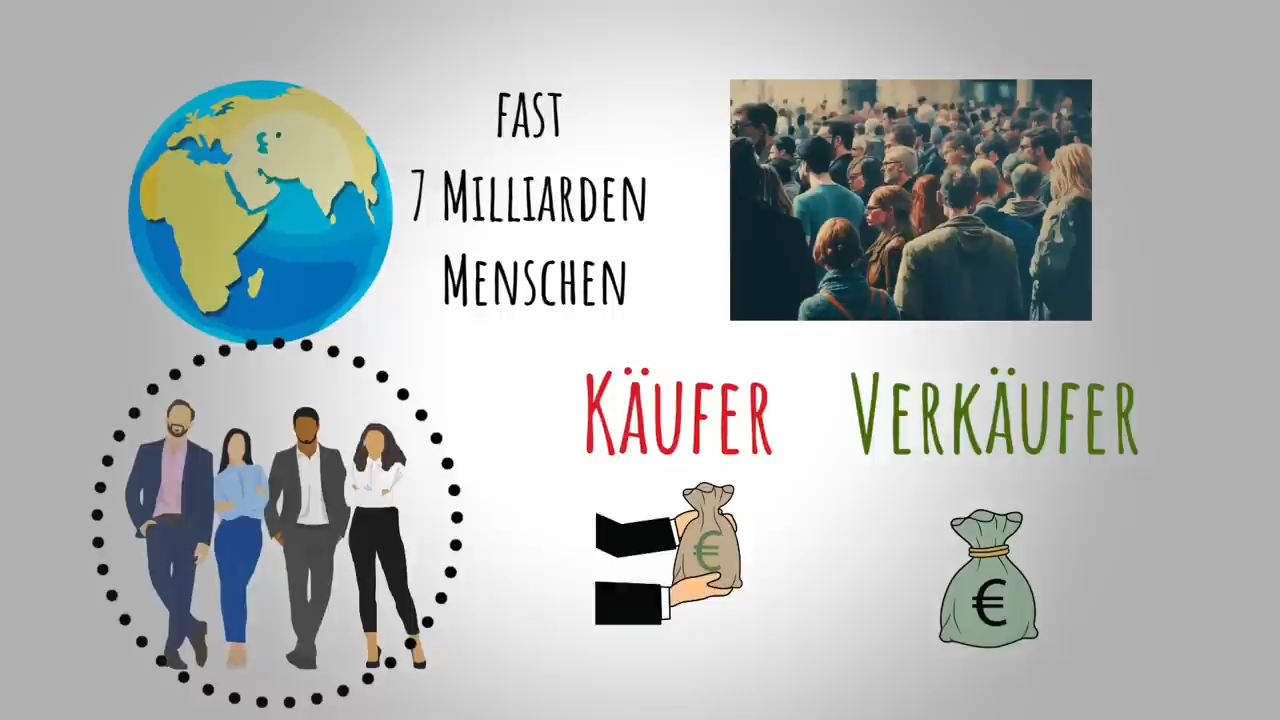 fast
7 Milliarden
Menschen
Käufer Verkäufer
€ €